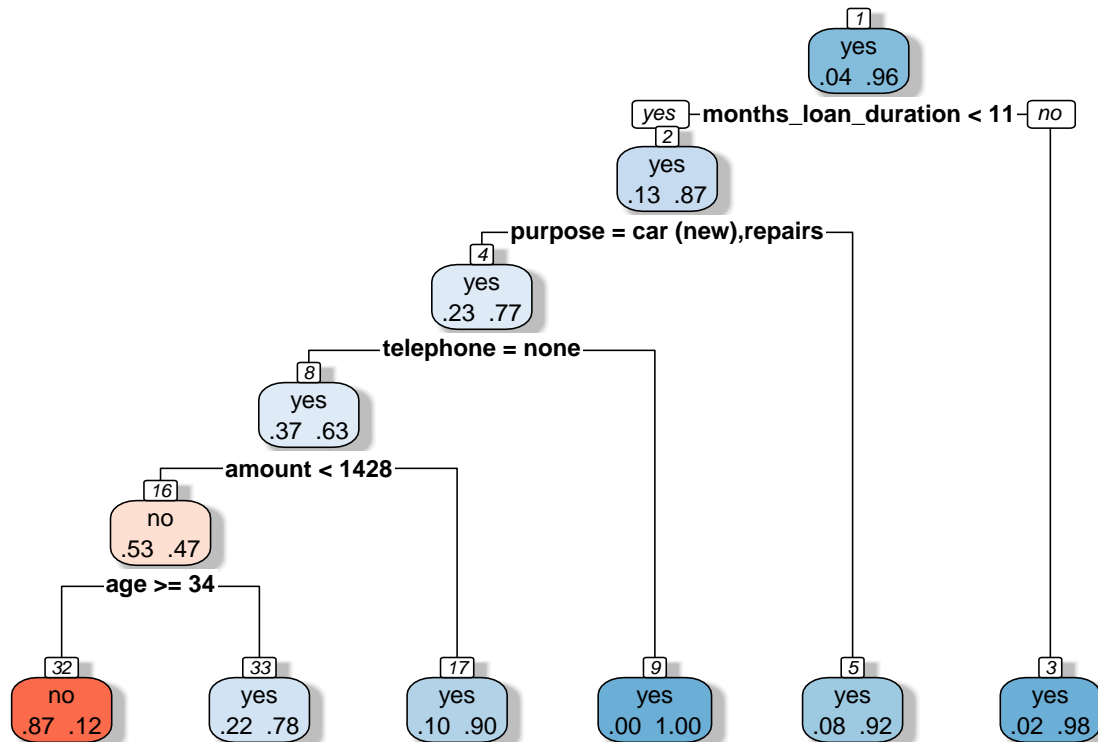 1
yes
.04 .96
yes months_loan_duration < 11 no
2
yes
.13 .87
purpose = car (new),repairs
4
yes
.23 .77
telephone = none
8
yes
.37 .63
amount < 1428
16
no
.53 .47
age >= 34
32
no
.87 .12
33
yes
.22 .78
17
yes
.10 .90
9
yes
.00 1.00
5
yes
.08 .92
3
yes
.02 .98